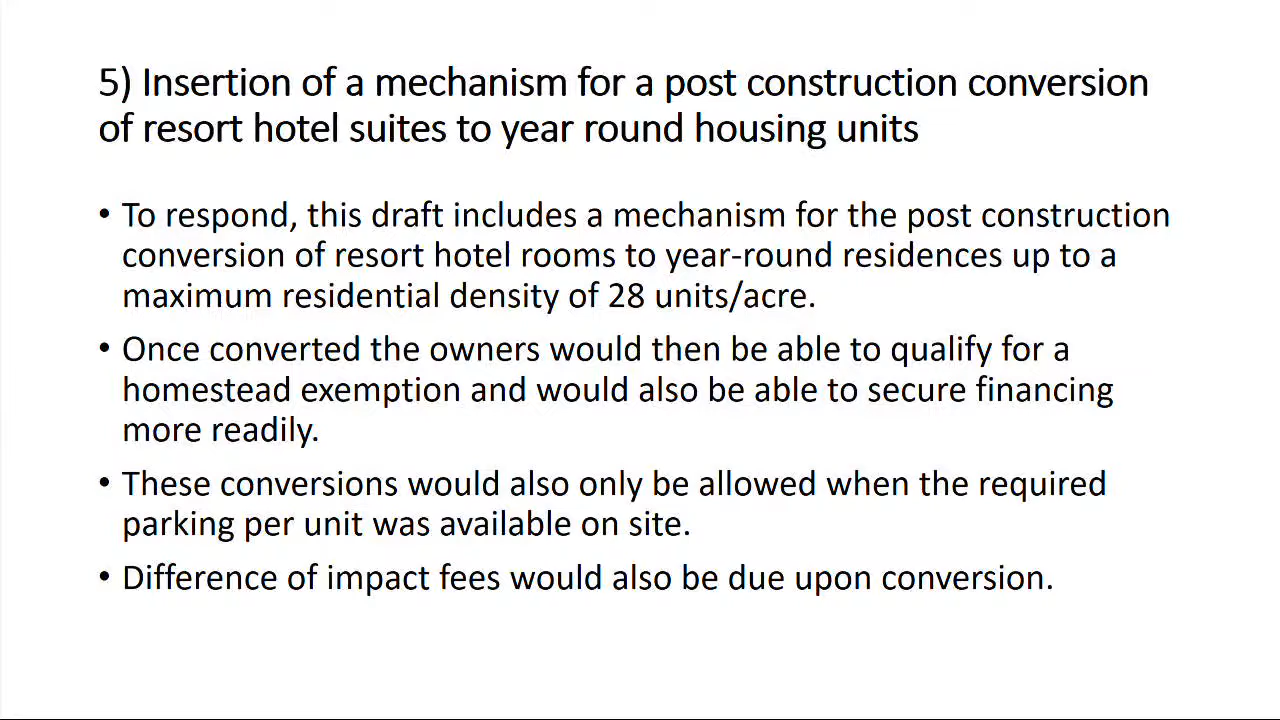 5) Insertion of a mechanism for a post construction conversion
of resort hotel suites to year round housing units
• To respond, this draft includes a mechanism for the post construction
conversion of resort hotel rooms to year-round residences up to a
maximum residential density of 28 units/acre.
• Once converted the owners would then be able to qualify for a
homestead exemption and would also be able to secure financing
more readily.
• These conversions would also only be allowed when the required
parking per unit was available on site.
• Difference of impact fees would also be due upon conversion.